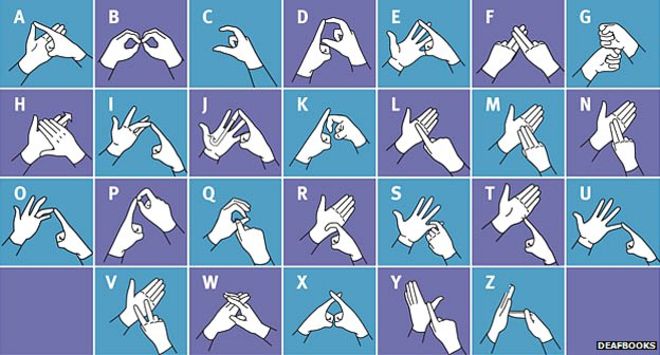 A B C D E F G
H I J K L M N
O P Q R S T U
V W X Y Z
DEAFBOOKS